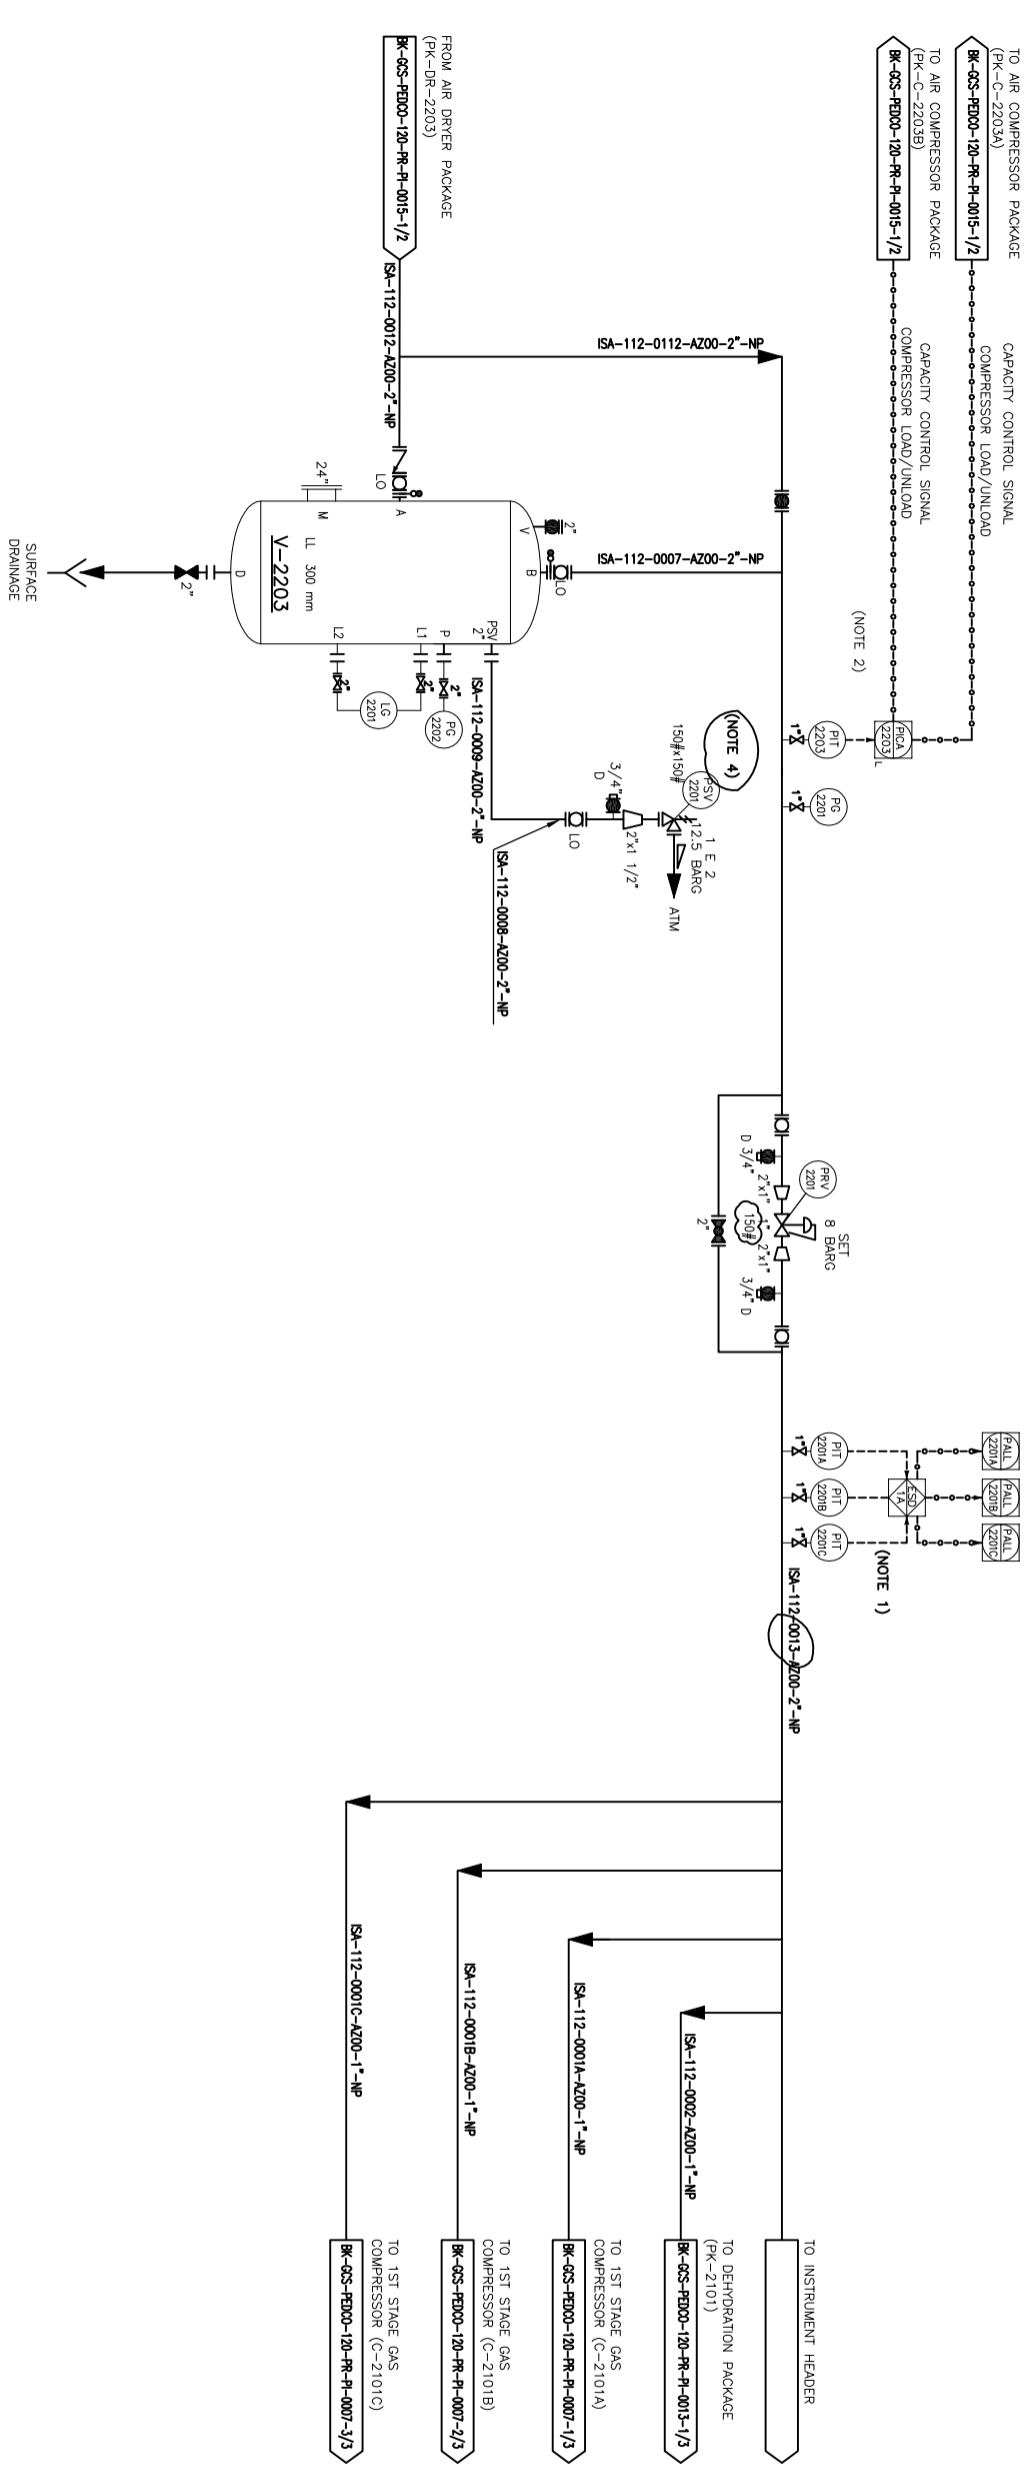 TO AIR COMPRESSOR PACKAGE
(PK-C-2203A)
BK-GCS-PEDCO-120-PR-PI-0015-1/2
CAPACITY CONTROL SIGNAL
COMPRESSOR LOAD/UNLOAD
TO AIR COMPRESSOR PACKAGE
(PK-C-2203B)
BK-GCS-PEDCO-120-PR-PI-0015-1/2
CAPACITY CONTROL SIGNAL
COMPRESSOR LOAD/UNLOAD
FROM AIR DRYER PACKAGE
(PK-DR-2203)
BK-GCS-PEDCO-120-PR-PI-0015-1/2
ISA-112-0012-AZ00-2"-NP
ISA-112-0112-AZ00-2"-NP
LO
A
24"
M
LL 300 mm
V-2203
V
2"
B
LO
ISA-112-0007-AZ00-2"-NP
D
2"
SURFACE
DRAINAGE
PSV
2"
P
L1
L2
2"
2"
2"
LG
2201
PG
2202
ISA-112-0009-AZ00-2"-NP
ISA-112-0008-AZ00-2"-NP
LO
3/4"
D
2"x1 1/2"
150#x150#
PSV
2201
(NOTE 4)
1 E 2
12.5 BARG
ATM
(NOTE 2)
PICA
2203
L
1"
PIT
2203
1"
PG
2201
D 3/4"
2"x1"
1"
150#
2"x1"
3/4" D
2"
PRV
2201
SET
8 BARG
PALL
2201A
PALL
2201B
PALL
2201C
ESD
1A
(NOTE 1)
1"
PIT
2201A
1"
PIT
2201B
1"
PIT
2201C
ISA-112-0013-AZ00-2"-NP
TO INSTRUMENT HEADER
ISA-112-0002-AZ00-1"-NP
TO DEHYDRATION PACKAGE
(PK-2101)
BK-GCS-PEDCO-120-PR-PI-0013-1/3
ISA-112-0001A-AZ00-1"-NP
TO 1ST STAGE GAS
COMPRESSOR (C-2101A)
BK-GCS-PEDCO-120-PR-PI-0007-1/3
ISA-112-0001B-AZ00-1"-NP
TO 1ST STAGE GAS
COMPRESSOR (C-2101B)
BK-GCS-PEDCO-120-PR-PI-0007-2/3
ISA-112-0001C-AZ00-1"-NP
TO 1ST STAGE GAS
COMPRESSOR (C-2101C)
BK-GCS-PEDCO-120-PR-PI-0007-3/3